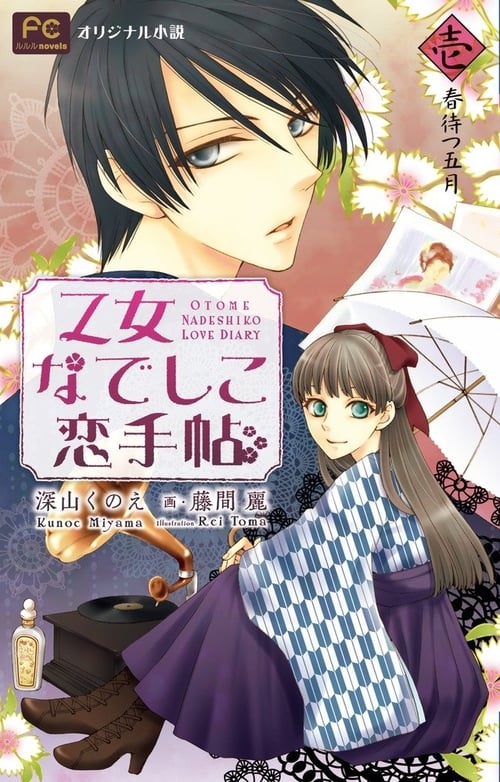 FC
ルルルnovels
オリジナル小説
壱
春待つ五月
乙女
なでしこ
恋手帖
OTOME
NADESHIKO
LOVE DIARY
深山くのえ 画・藤間 麗
Kunoe Miyama Illustration Rei Toma